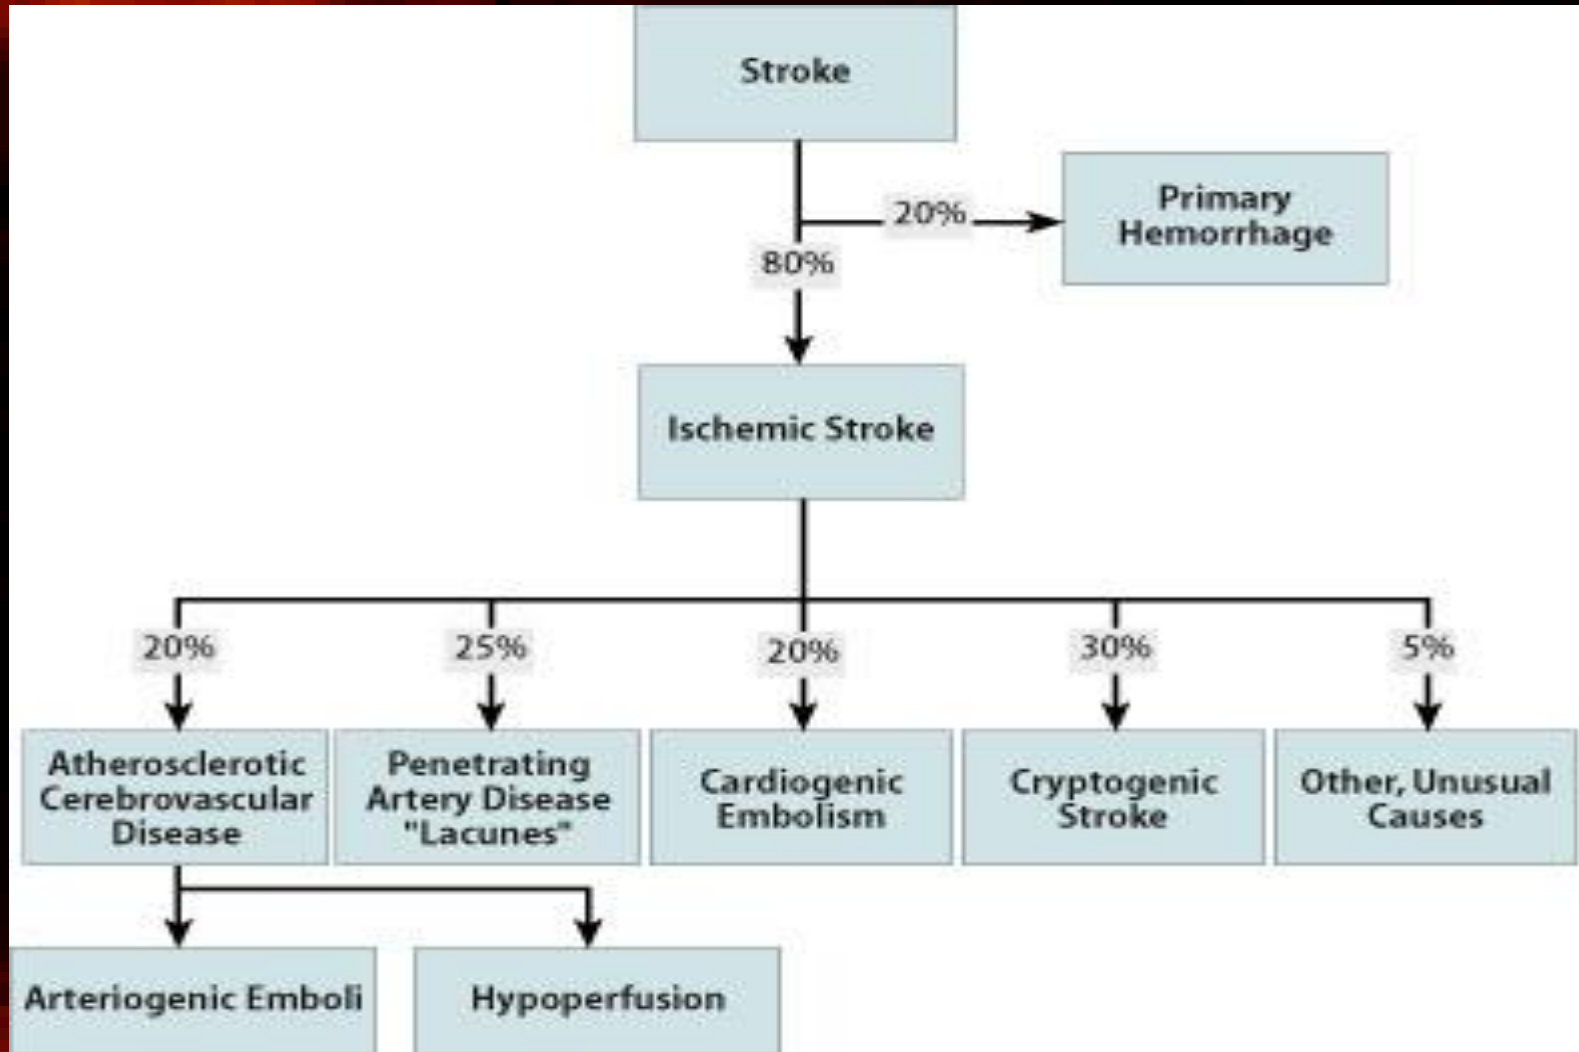 Stroke
20%
Primary
Hemorrhage
80%
Ischemic Stroke
20%
25%
20%
30%
5%
Atherosclerotic
Cerebrovascular
Disease
Penetrating
Artery Disease
"Lacunes"
Cardiogenic
Embolism
Cryptogenic
Stroke
Other, Unusual
Causes
Arteriogenic Emboli
Hypoperfusion